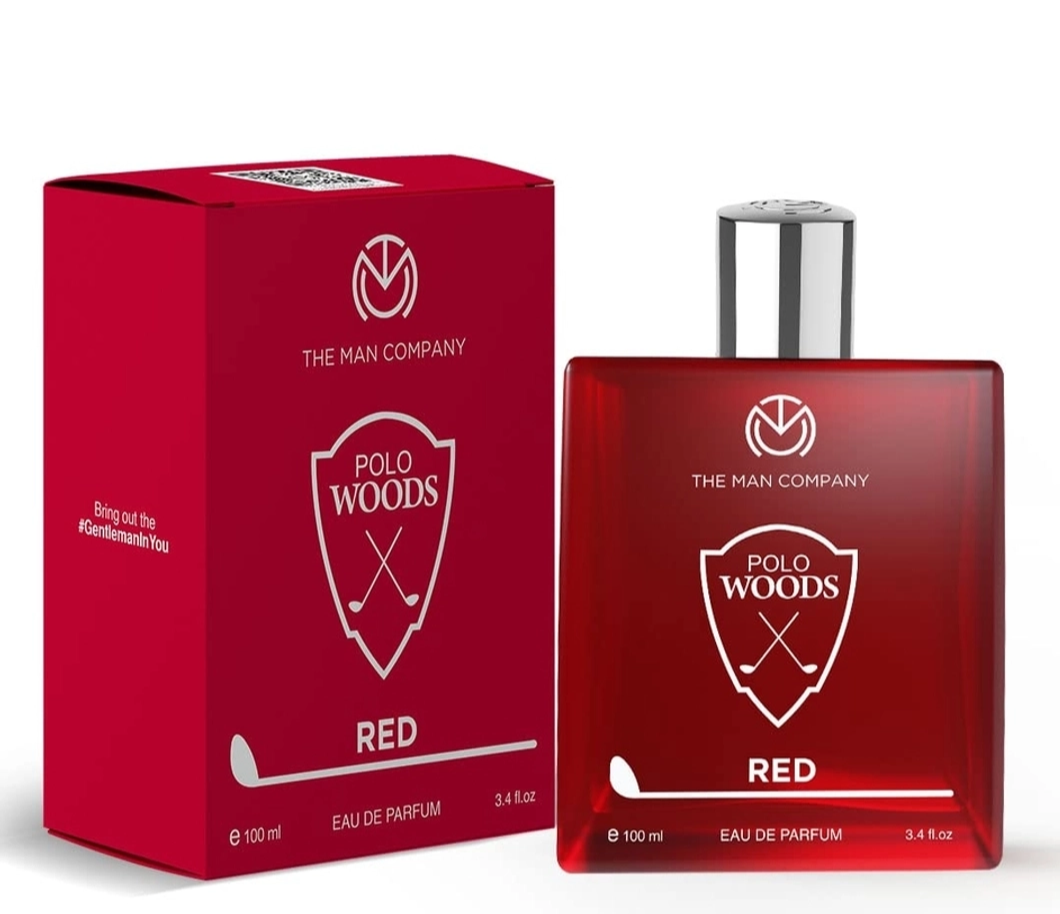 THE MAN COMPANY
POLO
WOODS
RED
e 100 ml
EAU DE PARFUM
3.4 fl.oz
Bring out the
#GentlemanInYou
THE MAN COMPANY
POLO
WOODS
RED
e 100 ml
EAU DE PARFUM
3.4 fl.oz